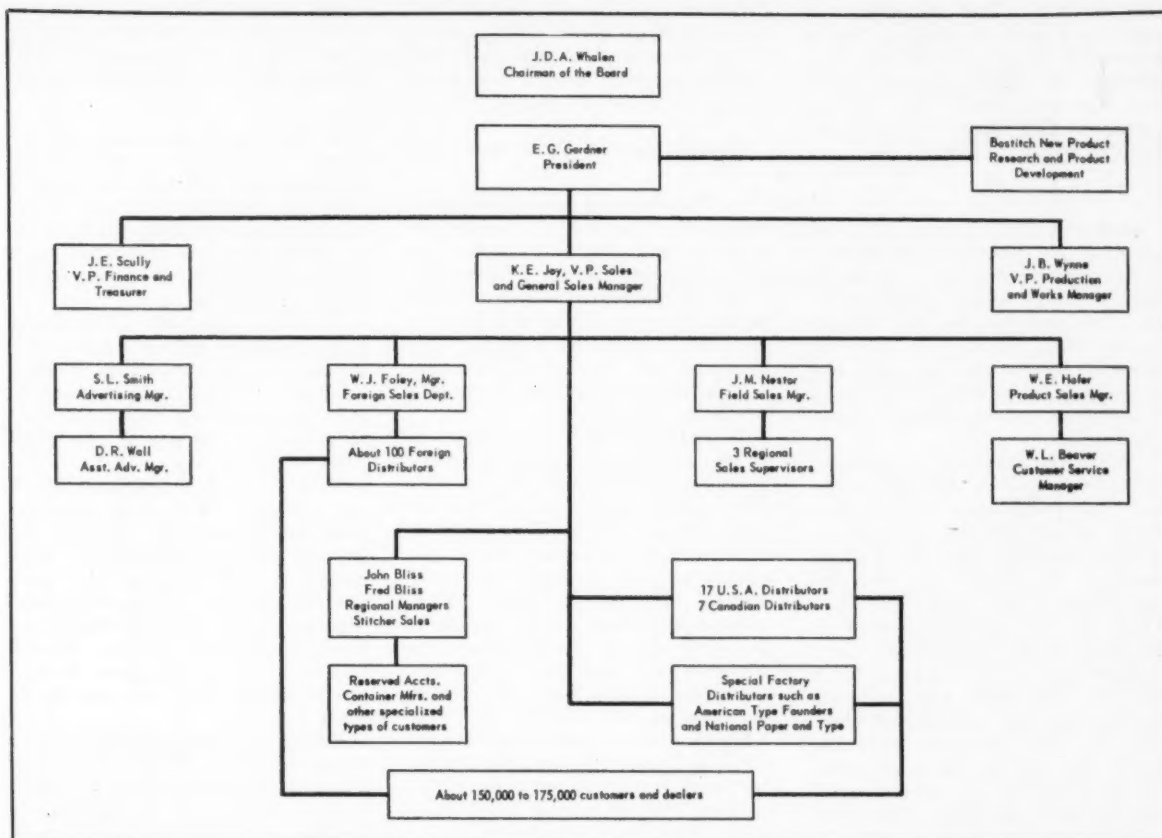 J.D.A. Whalen
Chairman of the Board
E.G. Gardner
President
Bostitch New Product
Research and Product
Development
J.E. Scully
V.P. Finance and
Treasurer
K.E. Jay, V.P. Sales
and General Sales Manager
J.B. Wynne
V.P. Production
and Works Manager
S.L. Smith
Advertising Mgr.
W.J. Foley, Mgr.
Foreign Sales Dept.
J.M. Nestor
Field Sales Mgr.
W.E. Hofer
Product Sales Mgr.
D.R. Wall
Asst. Adv. Mgr.
About 100 Foreign
Distributors
3 Regional
Sales Supervisors
W.L. Beaver
Customer Service
Manager
John Bliss
Fred Bliss
Regional Managers
Stitcher Sales
17 U.S.A. Distributors
7 Canadian Distributors
Reserved Accts.
Container Mfrs. and
other specialized
types of customers
Special Factory
Distributors such as
American Type Founders
and National Paper and Type
About 150,000 to 175,000 customers and dealers